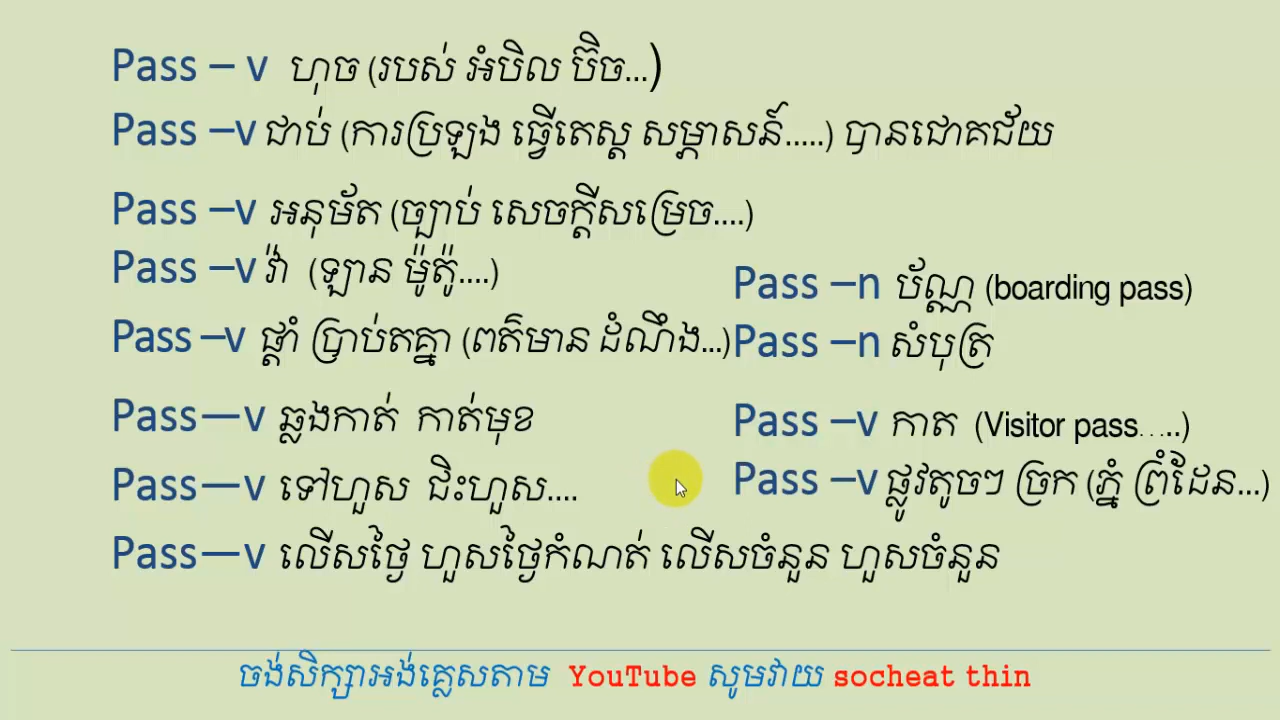 Pass – v ហុច (របស់ អំបិល ប៊ិច...)
Pass –v ជាប់ (ការប្រឡង ធ្វើតេស្ត សម្ភាសន៍.....) បានជោគជ័យ
Pass –v អនុម័ត (ច្បាប់ សេចក្តីសម្រេច....)
Pass –v វ៉ា (ឡាន ម៉ូតូ៉....)
Pass –n ប័ណ្ណ (boarding pass)
Pass –v ផ្តាំ ប្រាប់តគ្នា (ពត៌មាន ដំណឹង...)
Pass –n សំបុត្រ
Pass—v ឆ្លងកាត់ កាត់មុខ
Pass –v កាត (Visitor pass.....)
Pass—v ទៅហួស ជិះហួស....
Pass –v ផ្លូវតូចៗ ច្រក (ភ្នំ ព្រំដែន...)
Pass—v លើសថ្ងៃ ហួសថ្ងៃកំណត់ លើសចំនួន ហួសចំនួន
ចង់សិក្សាអង់គ្លេសតាម YouTube សូមវាយ socheat thin